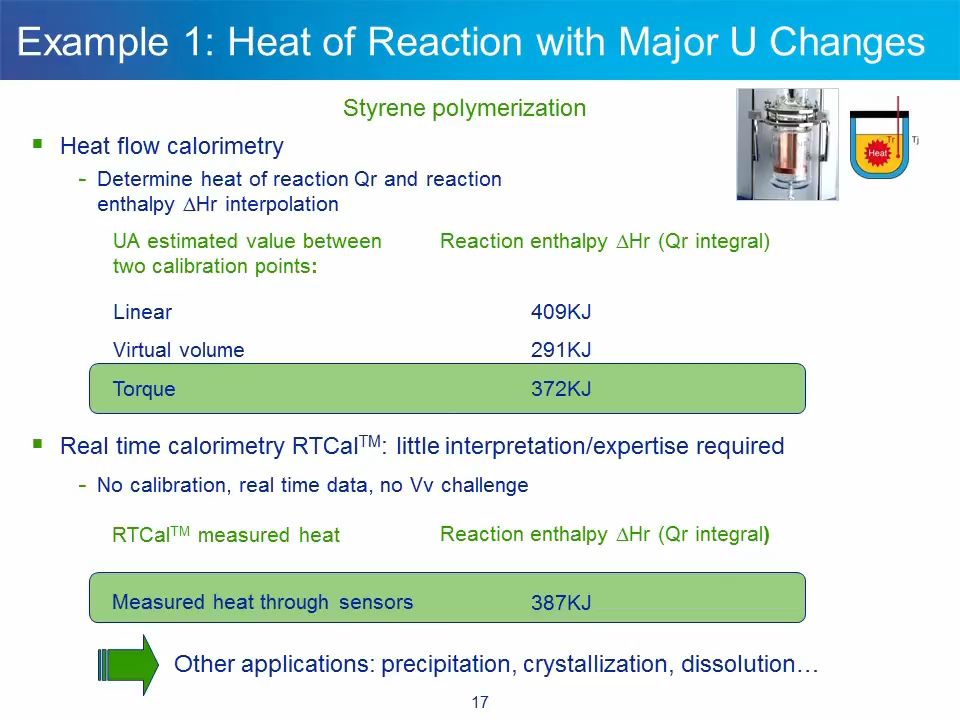 Example 1: Heat of Reaction with Major U Changes
Styrene polymerization
Tr
Tj
Heat
Heat flow calorimetry
- Determine heat of reaction Qr and reaction
enthalpy ∆Hr interpolation
UA estimated value between
two calibration points:
Reaction enthalpy ∆Hr (Qr integral)
Linear 409KJ
Virtual volume 291KJ
Torque 372KJ
Real time calorimetry RTCal™: little interpretation/expertise required
- No calibration, real time data, no Vv challenge
RTCal™ measured heat Reaction enthalpy ∆Hr (Qr integral)
Measured heat through sensors 387KJ
Other applications: precipitation, crystallization, dissolution…
17